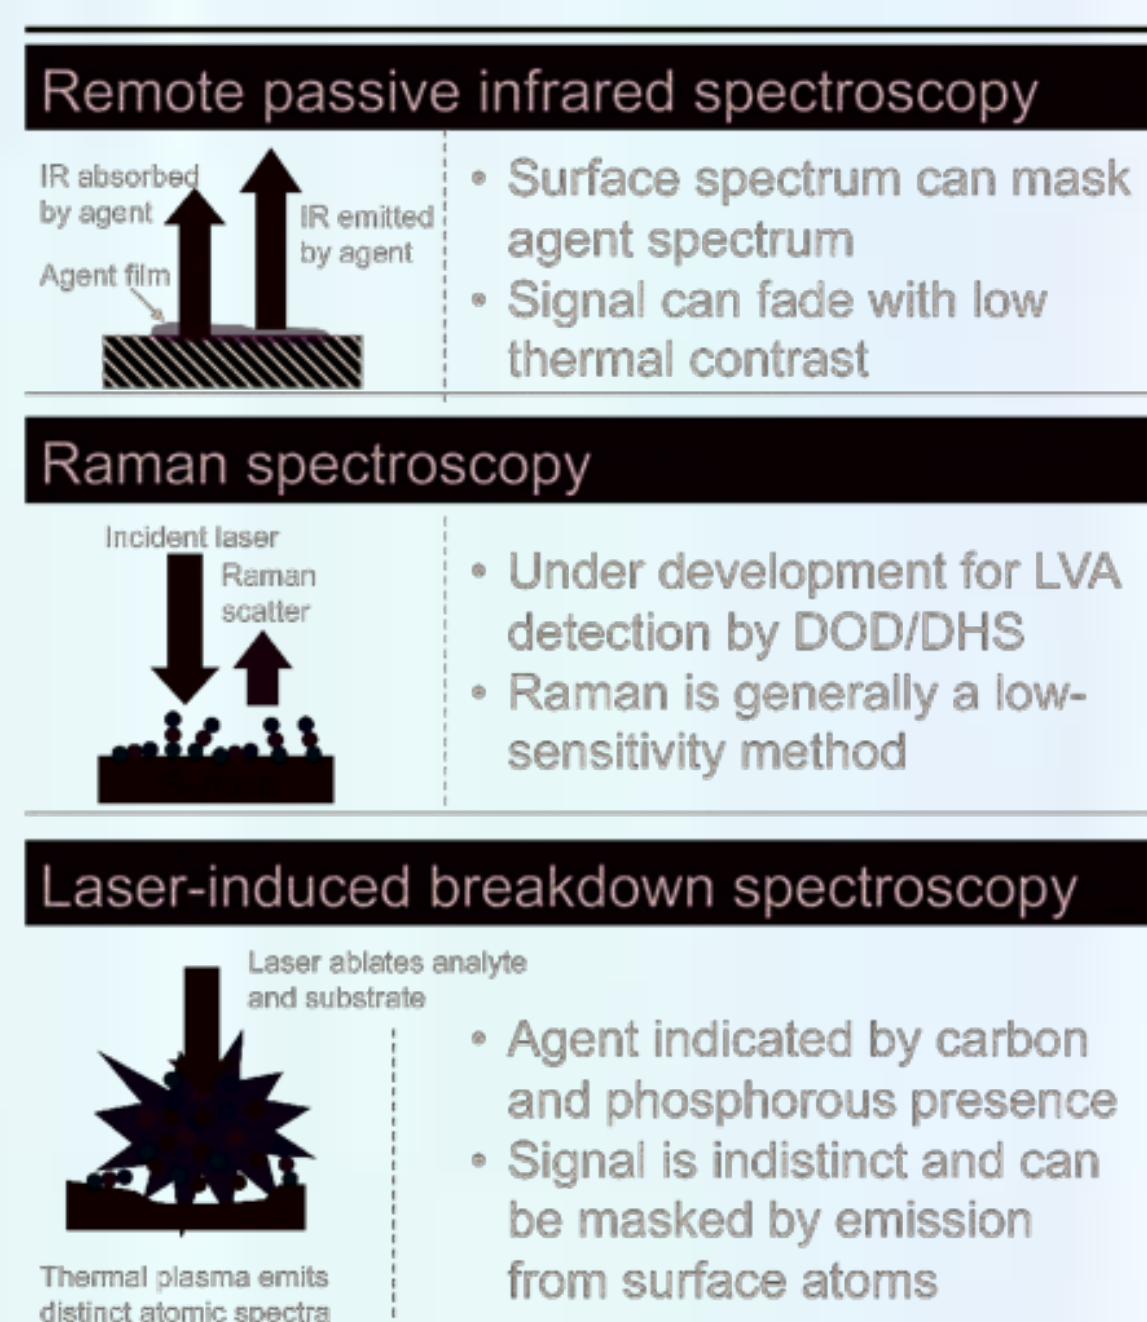 Remote passive infrared spectroscopy
IR absorbed
by agent
IR emitted
by agent
Agent film
• Surface spectrum can mask
agent spectrum
• Signal can fade with low
thermal contrast
Raman spectroscopy
Incident laser
Raman
scatter
• Under development for LVA
detection by DOD/DHS
• Raman is generally a low-
sensitivity method
Laser-induced breakdown spectroscopy
Laser ablates analyte
and substrate
Thermal plasma emits
distinct atomic spectra
• Agent indicated by carbon
and phosphorous presence
• Signal is indistinct and can
be masked by emission
from surface atoms